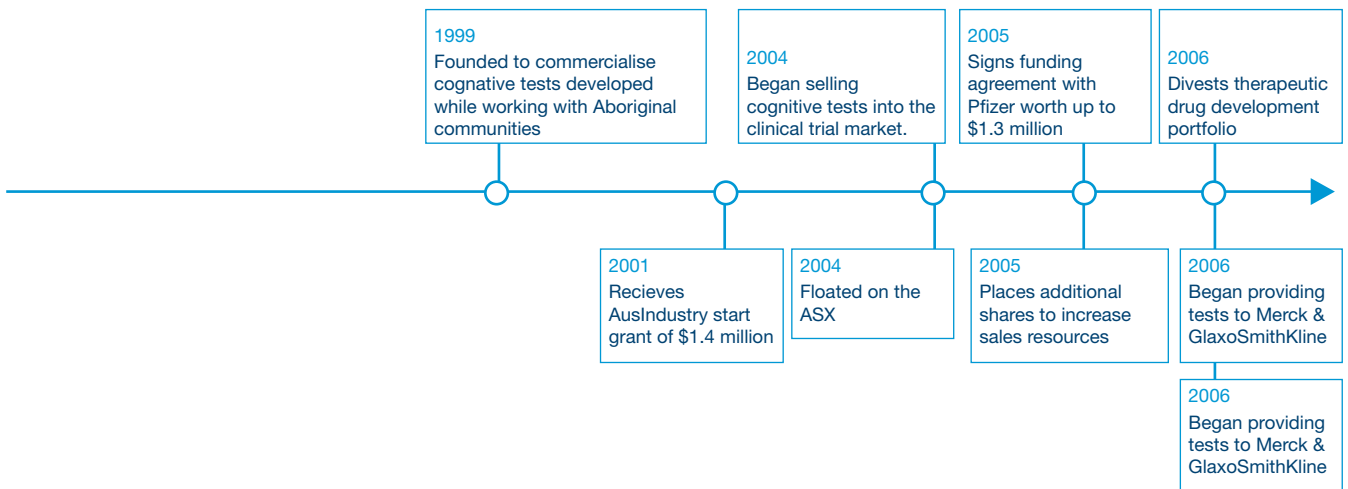 1999
Founded to commercialise
cognative tests developed
while working with Aboriginal
communities
2004
Began selling
cognitive tests into the
clinical trial market.
2005
Signs funding
agreement with
Pfizer worth up to
$1.3 million
2006
Divests therapeutic
drug development
portfolio
2001
Recieves
AusIndustry start
grant of $1.4 million
2004
Floated on the
ASX
2005
Places additional
shares to increase
sales resources
2006
Began providing
tests to Merck &
GlaxoSmithKline
2006
Began providing
tests to Merck &
GlaxoSmithKline